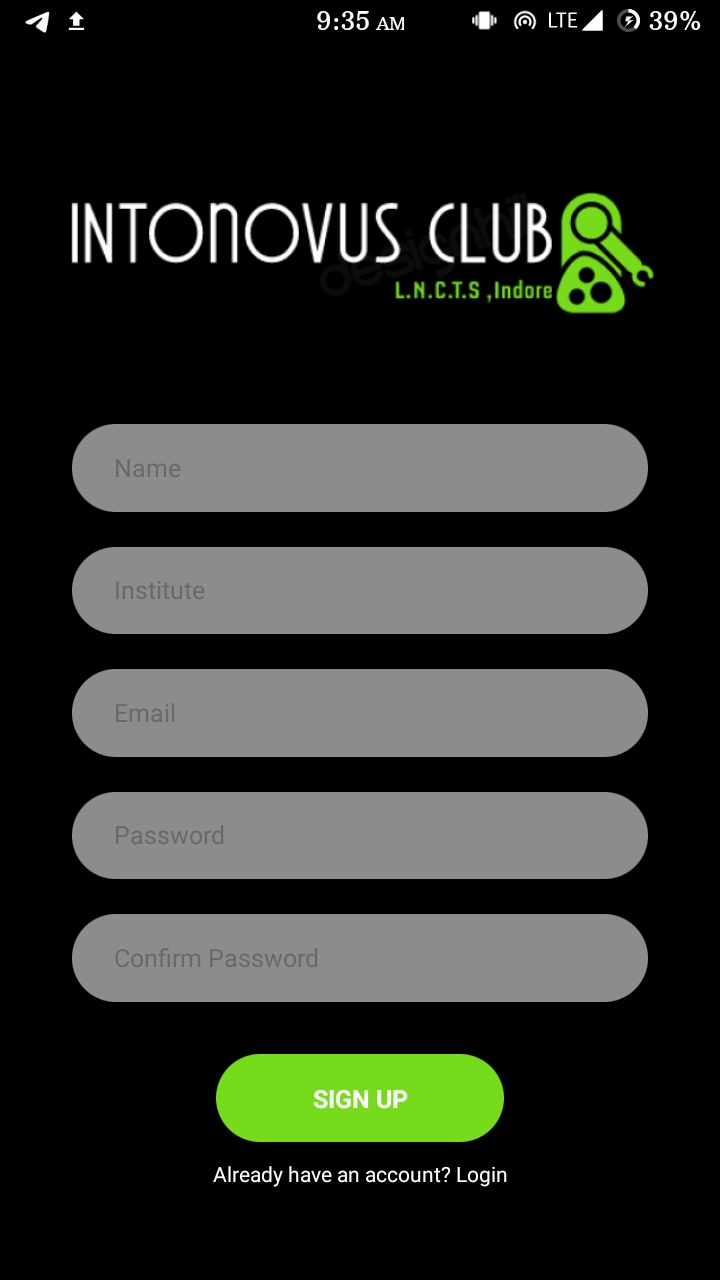 9:35 AM LTE 39%
INTONOVUS CLUB
L.N.C.T.S ,Indore
Name
Institute
Email
Password
Confirm Password
SIGN UP
Already have an account? Login